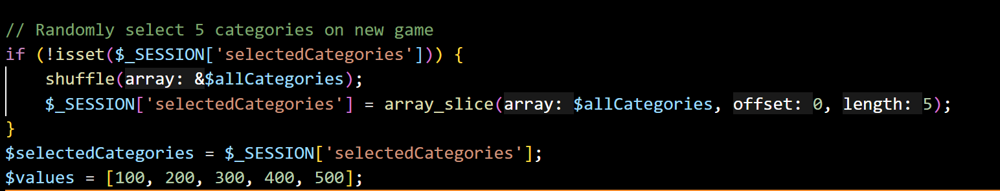 // Randomly select 5 categories on new game
if (!isset($_SESSION['selectedCategories'])) {
shuffle(array: &$allCategories);
$_SESSION['selectedCategories'] = array_slice(array: $allCategories, offset: 0, length: 5);
}
$selectedCategories = $_SESSION['selectedCategories'];
$values = [100, 200, 300, 400, 500];